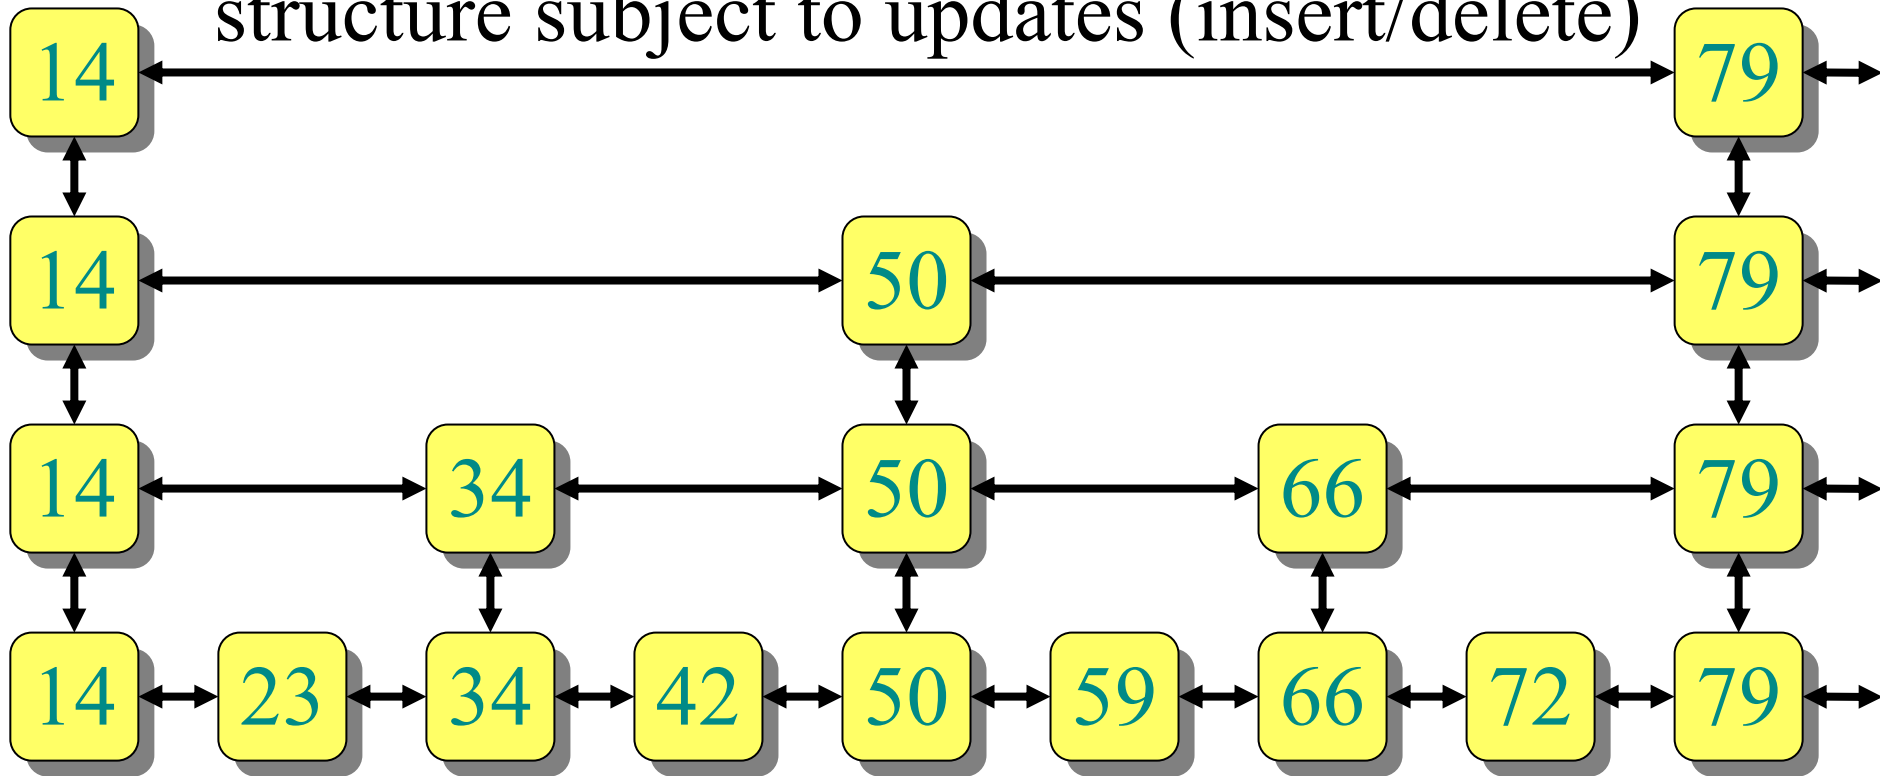 structure subject to updates (insert/delete)
14 79
14 50 79
14 34 50 66 79
14 23 34 42 50 59 66 72 79